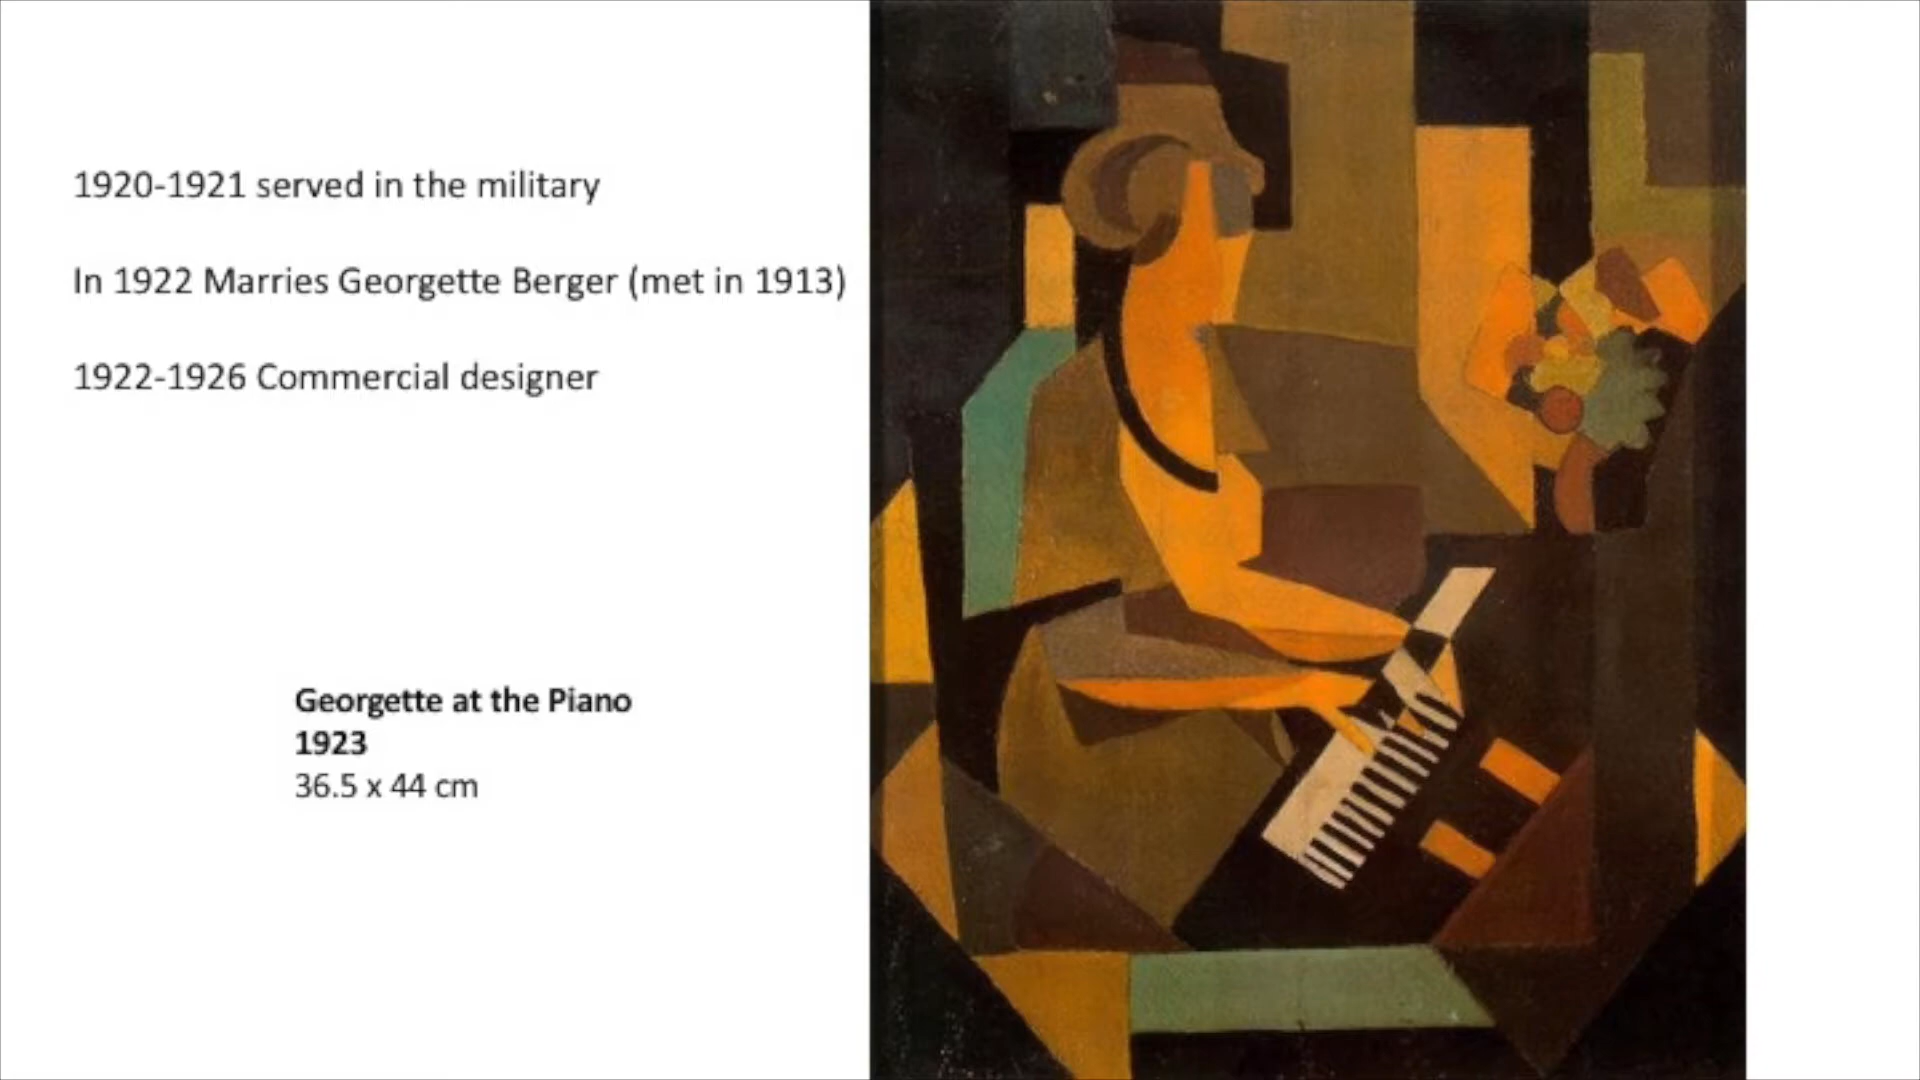 1920-1921 served in the military
In 1922 Marries Georgette Berger (met in 1913)
1922-1926 Commercial designer
Georgette at the Piano
1923
36.5 x 44 cm